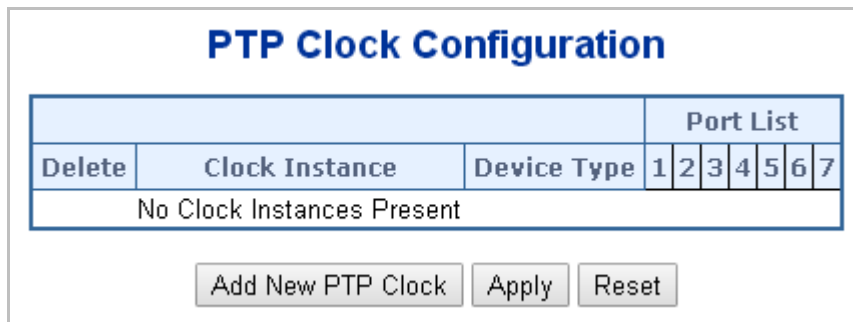 PTP Clock Configuration
Port List
Delete Clock Instance Device Type 1 2 3 4 5 6 7
No Clock Instances Present
Add New PTP Clock Apply Reset